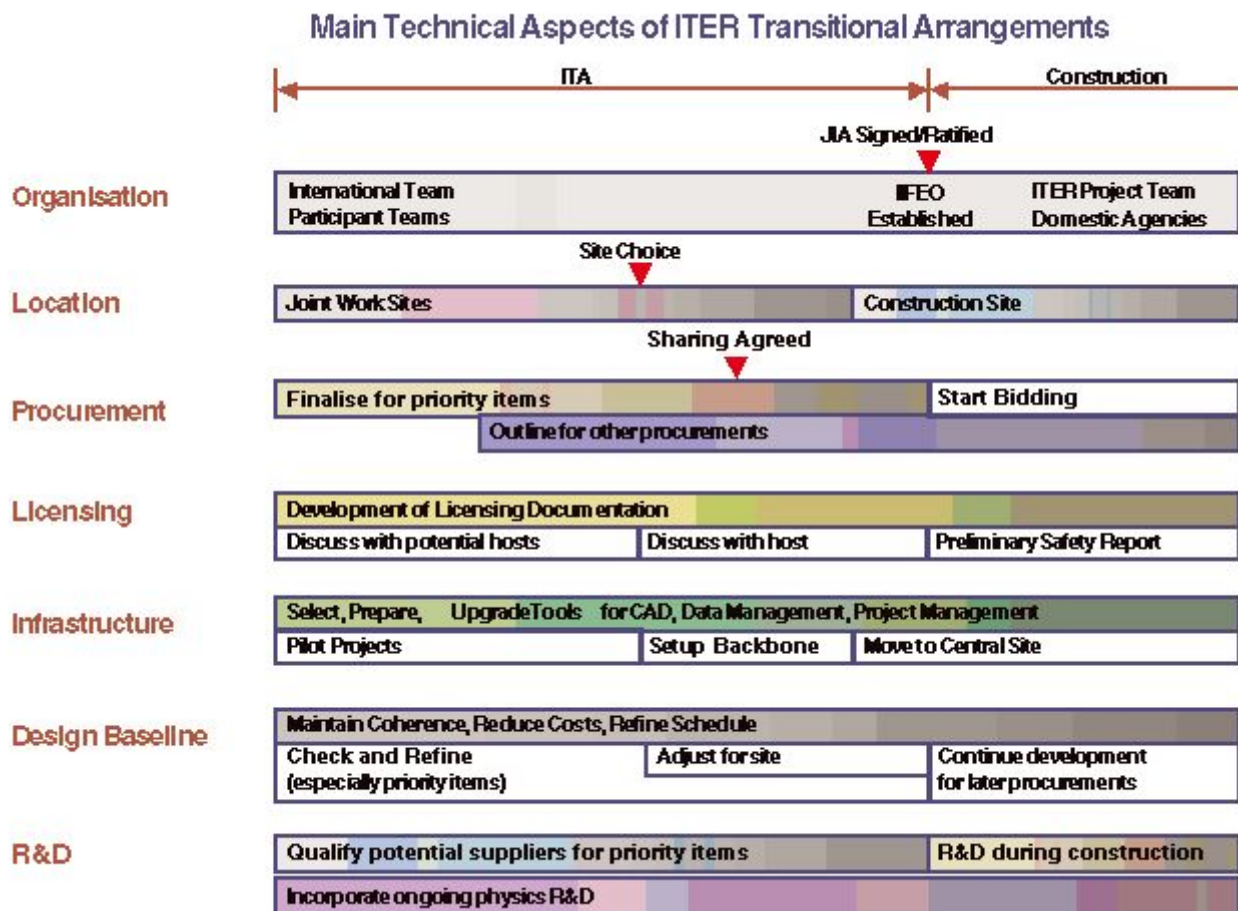 Main Technical Aspects of ITER Transitional Arrangements
ITA
Construction
JIA Signed/Ratified
Organisation
International Team
Participant Teams
IIFEO
Established
ITER Project Team
Domestic Agencies
Site Choice
Location
Joint Work Sites
Construction Site
Sharing Agreed
Procurement
Finalise for priority items
Start Bidding
Outline for other procurements
Licensing
Development of Licensing Documentation
Discuss with potential hosts
Discuss with host
Preliminary Safety Report
Infrastructure
Select, Prepare, Upgrade Tools for CAD, Data Management, Project Management
Pilot Projects
Setup Backbone
Move to Central Site
Design Baseline
Maintain Coherence, Reduce Costs, Refine Schedule
Check and Refine
(especially priority items)
Adjust for site
Continue development
for later procurements
R&D
Qualify potential suppliers for priority items
R&D during construction
Incorporate ongoing physics R&D